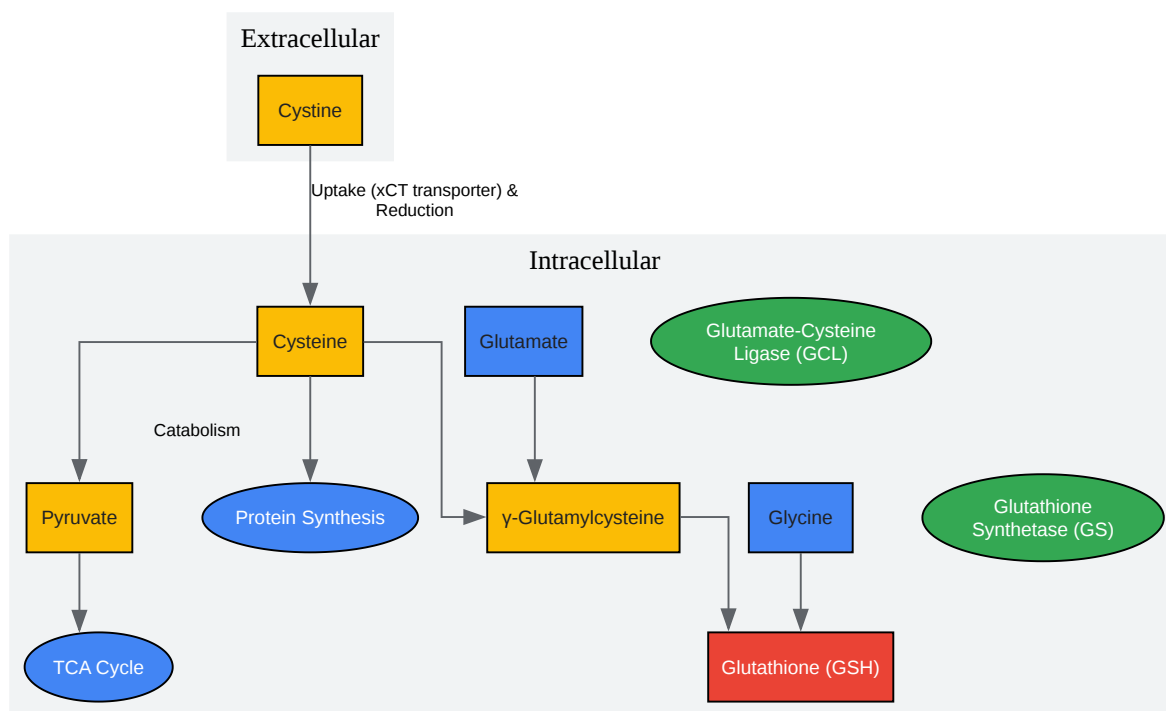 Extracellular
Cystine
Uptake (xCT transporter) &
Reduction
Intracellular
Cysteine
Glutamate
Glutamate-Cysteine
Ligase (GCL)
Catabolism
Pyruvate
Protein Synthesis
γ-Glutamylcysteine
Glycine
Glutathione
Synthetase (GS)
TCA Cycle
Glutathione (GSH)